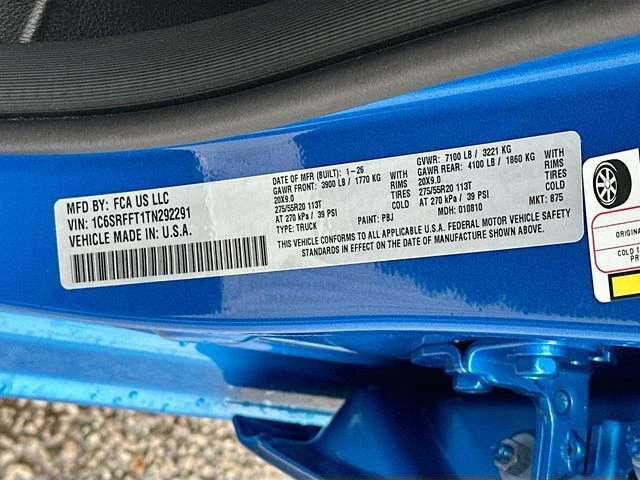 MFD BY: FCA US LLC
VIN: 1C6SRFFT1TN292291
VEHICLE MADE IN: U.S.A.
DATE OF MFR (BUILT): 1-26
GAWR FRONT: 3900 LB / 1770 KG WITH
20X9.0 RIMS
275/55R20 113T TIRES
AT 270 kPa / 39 PSI COLD
TYPE: TRUCK PAINT: PBJ
GVWR: 7100 LB / 3221 KG
GAWR REAR: 4100 LB / 1860 KG WITH
20X9.0 RIMS
275/55R20 113T TIRES
AT 270 kPa / 39 PSI COLD
MDH: 010810 MKT: 875
THIS VEHICLE CONFORMS TO ALL APPLICABLE U.S.A. FEDERAL MOTOR VEHICLE SAFETY
STANDARDS IN EFFECT ON THE DATE OF MANUFACTURE SHOWN ABOVE.
ORIGINA
COLD T
PR